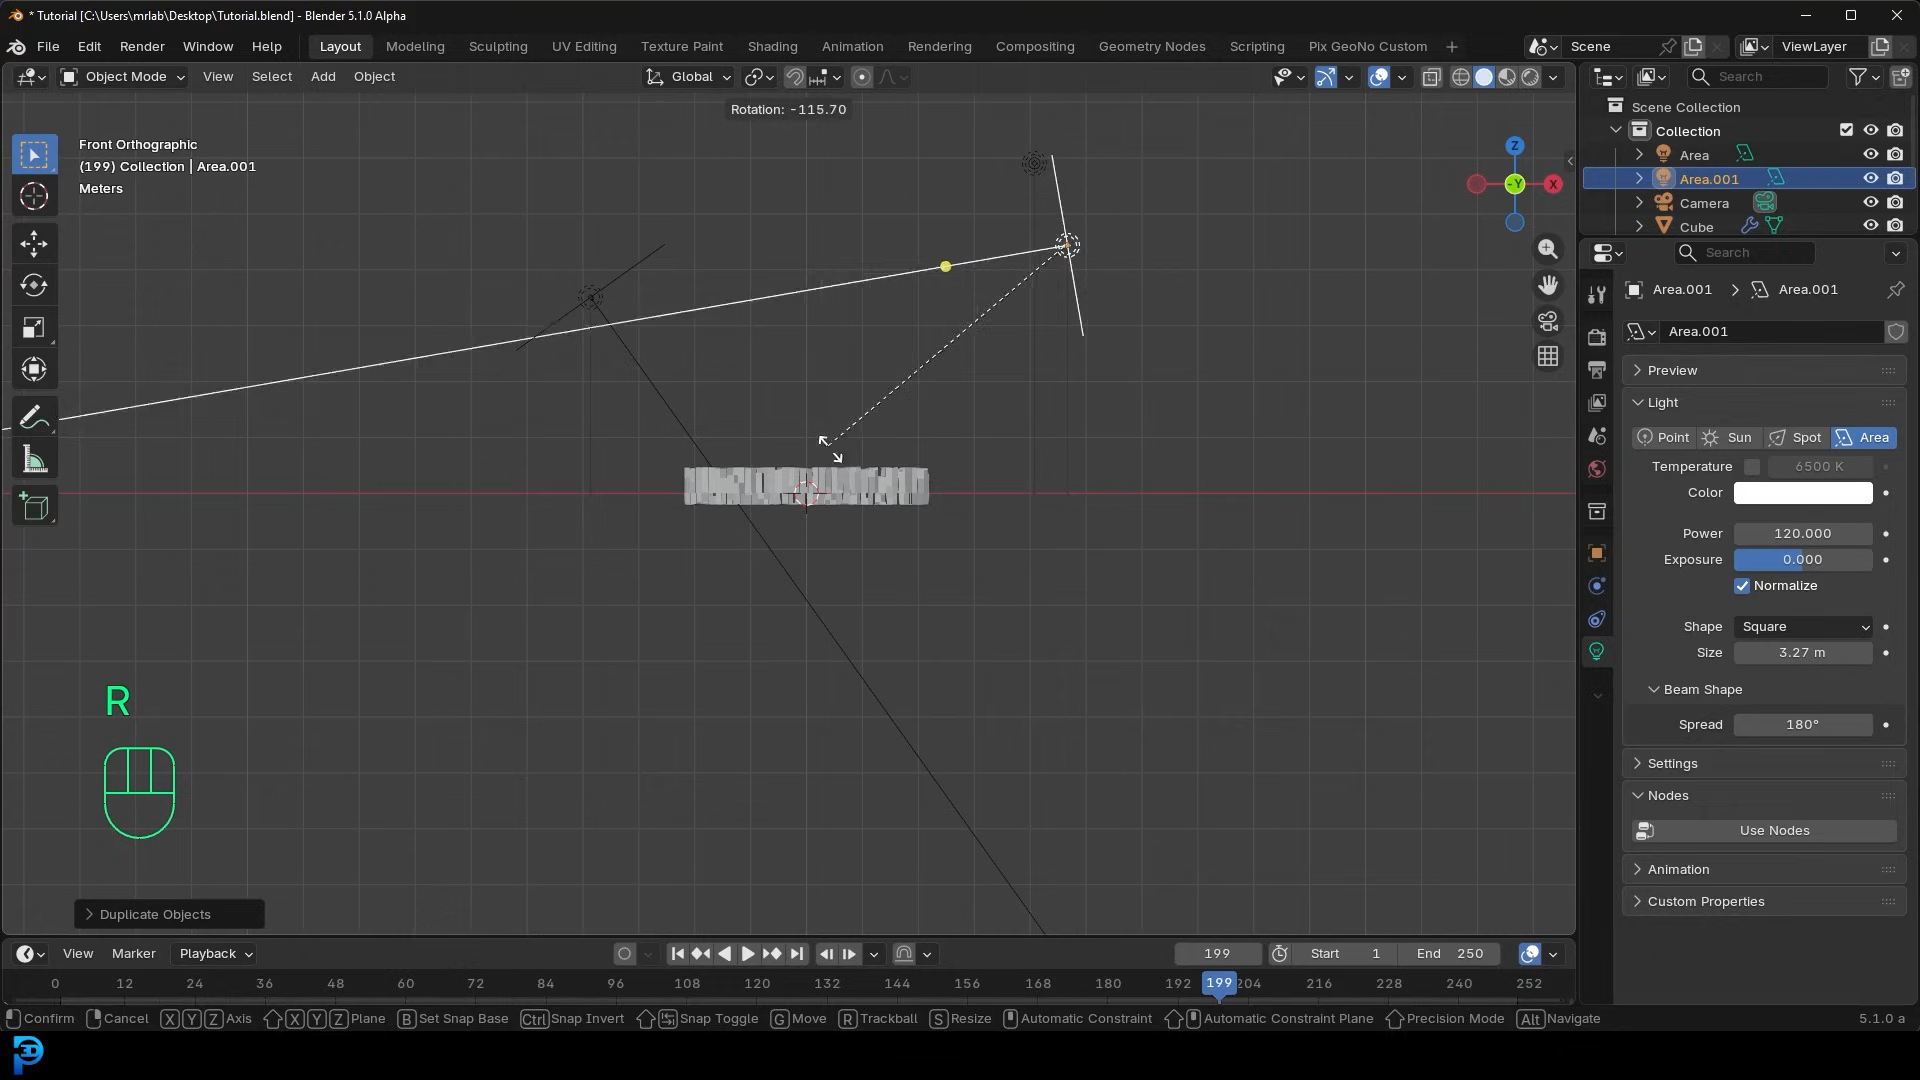 * Tutorial [C:\Users\mrlab\Desktop\Tutorial.blend] - Blender 5.1.0 Alpha
File Edit Render Window Help Layout Modeling Sculpting UV Editing Texture Paint Shading Animation Rendering Compositing Geometry Nodes Scripting Pix GeoNo Custom + Scene ViewLayer
Object Mode View Select Add Object Global Search
Rotation: -115.70
Front Orthographic
(199) Collection | Area.001
Meters
Z
-Y
X
Scene Collection
Collection
Area
Area.001
Camera
Cube
Search
Area.001 > Area.001
Area.001
Preview
Light
Point Sun Spot Area
Temperature 6500 K
Color
Power 120.000
Exposure 0.000
Normalize
Shape Square
Size 3.27 m
Beam Shape
Spread 180°
Settings
Nodes
Use Nodes
Animation
Custom Properties
R
Duplicate Objects
View Marker Playback 199 Start 1 End 250
0 12 24 36 48 60 72 84 96 108 120 132 144 156 168 180 192 199 204 216 228 240 252
Confirm Cancel X Y Z Axis X Y Z Plane B Set Snap Base Ctrl Snap Invert Snap Toggle G Move R Trackball S Resize Automatic Constraint Automatic Constraint Plane Precision Mode Alt Navigate 5.1.0 a